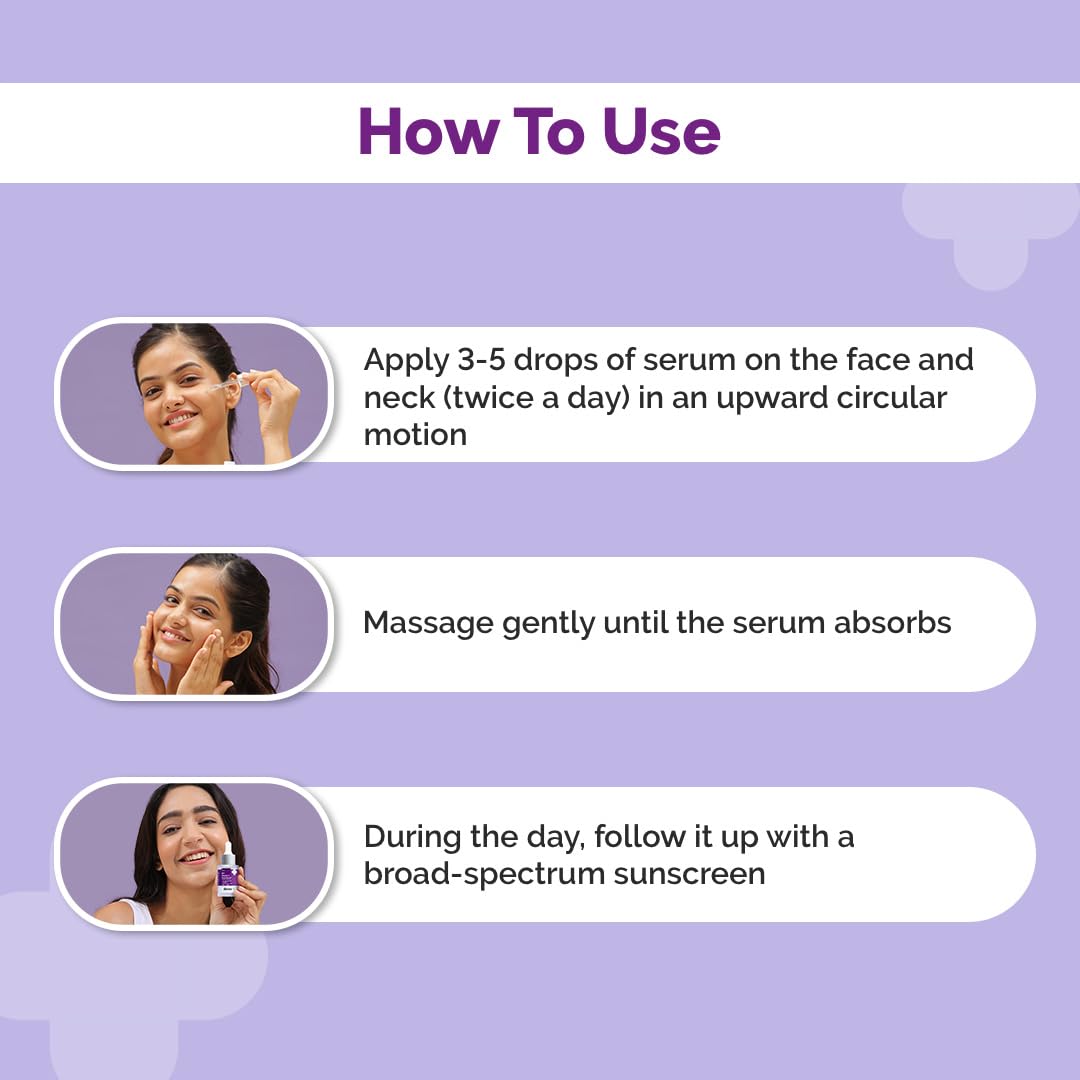 How To Use
Apply 3-5 drops of serum on the face and
neck (twice a day) in an upward circular
motion
Massage gently until the serum absorbs
During the day, follow it up with a
broad-spectrum sunscreen